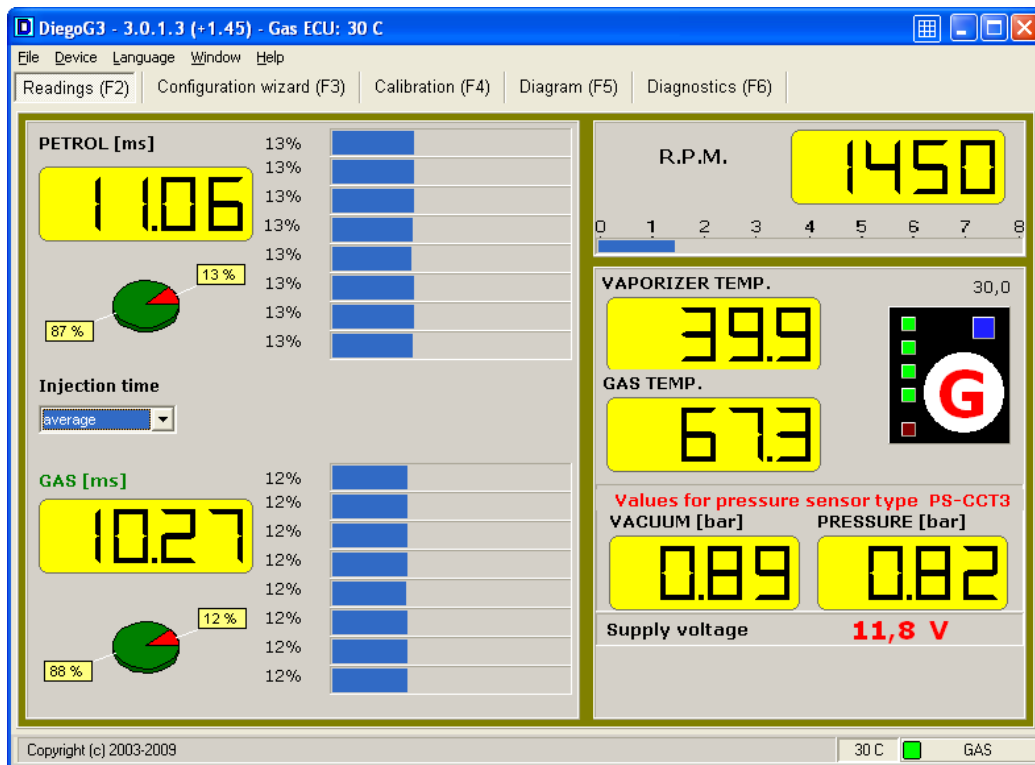 DiegoG3 - 3.0.1.3 (+1.45) - Gas ECU: 30 C
File Device Language Window Help
Readings (F2) Configuration wizard (F3) Calibration (F4) Diagram (F5) Diagnostics (F6)
PETROL [ms]
11.06
13%
13%
13%
13%
13%
13%
13%
13%
13 %
87 %
Injection time
average
GAS [ms]
10.27
12%
12%
12%
12%
12%
12%
12%
12%
12 %
88 %
R.P.M.
1450
0 1 2 3 4 5 6 7 8
VAPORIZER TEMP.
39.9
30,0
G
GAS TEMP.
67.3
Values for pressure sensor type PS-CCT3
VACUUM [bar] PRESSURE [bar]
0.89 0.82
Supply voltage 11,8 V
Copyright (c) 2003-2009 30 C GAS